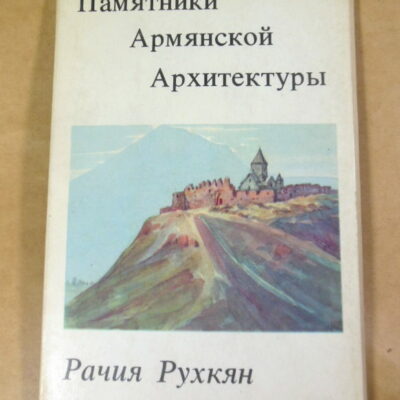 Памятники
Армянской
Архитектуры
Рачия Рухкян